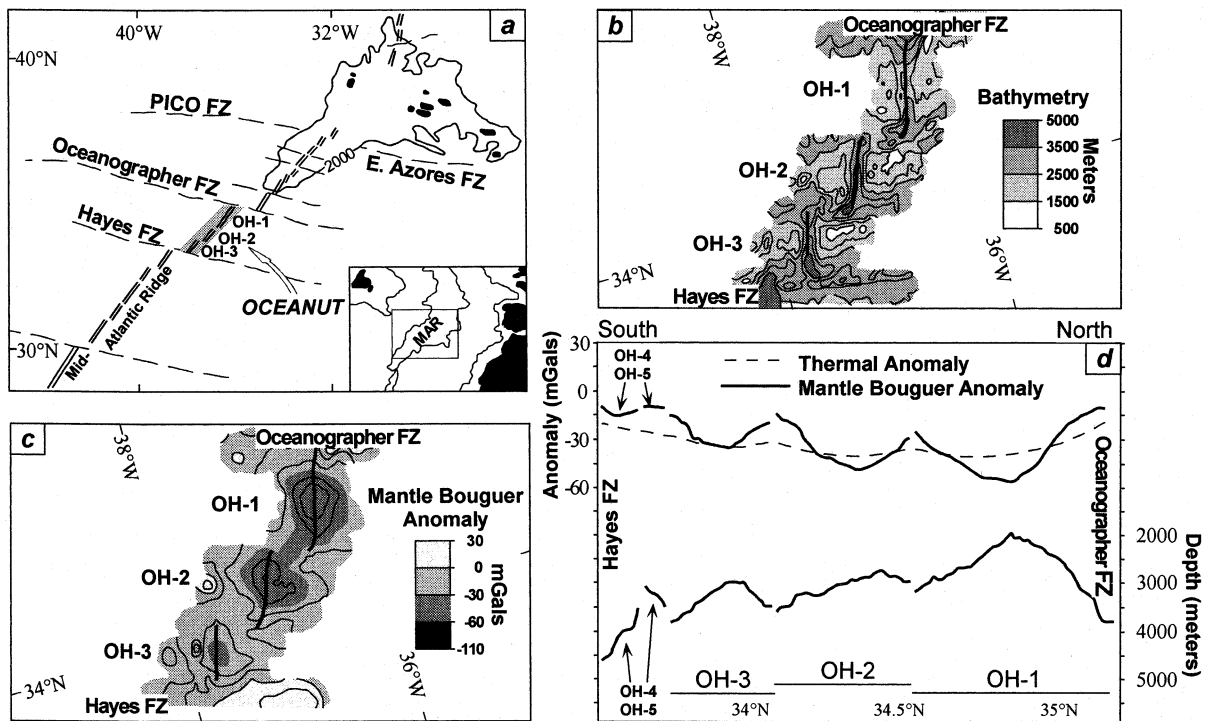 a
40°W
32°W
40°N
PICO FZ
Oceanographer FZ
2000
E. Azores FZ
Hayes FZ
OH-1
OH-2
OH-3
OCEANUT
Mid-Atlantic Ridge
30°N
MAR
b
38°W
Oceanographer FZ
OH-1
Bathymetry
5000
3500
2500
1500
500
Meters
OH-2
OH-3
36°W
34°N
Hayes FZ
c
38°W
Oceanographer FZ
OH-1
Mantle Bouguer
Anomaly
30
0
-30
-60
-110
mGals
OH-2
OH-3
36°W
34°N
Hayes FZ
South
North
d
30
0
-30
-60
Anomaly (mGals)
OH-4
OH-5
Thermal Anomaly
Mantle Bouguer Anomaly
Hayes FZ
Oceanographer FZ
2000
3000
4000
5000
Depth (meters)
OH-4
OH-5
OH-3
OH-2
OH-1
34°N
34.5°N
35°N